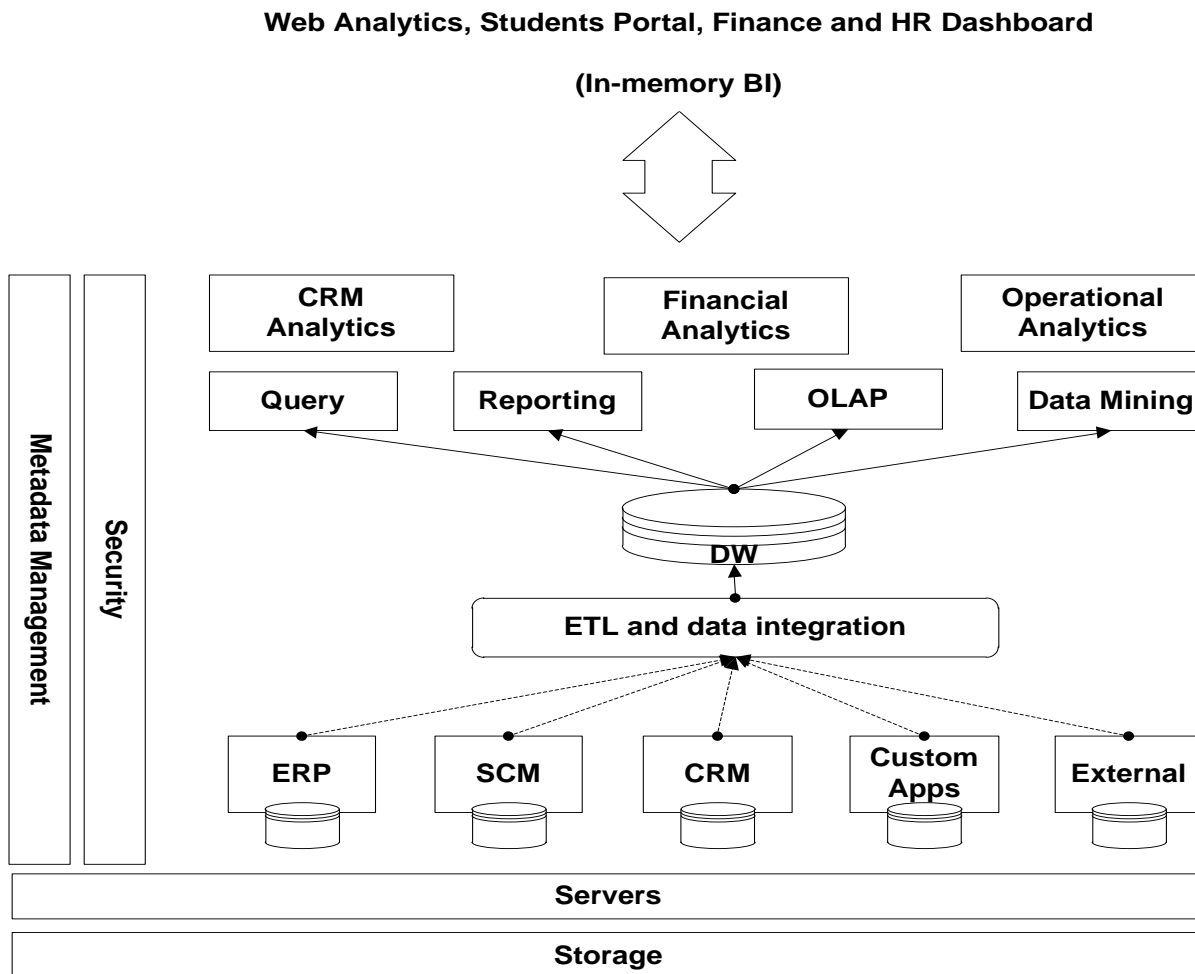 Web Analytics, Students Portal, Finance and HR Dashboard
(In-memory BI)
CRM
Analytics
Financial
Analytics
Operational
Analytics
Query
Reporting
OLAP
Data Mining
Metadada Management
Security
DW
ETL and data integration
ERP
SCM
CRM
Custom
Apps
External
Servers
Storage